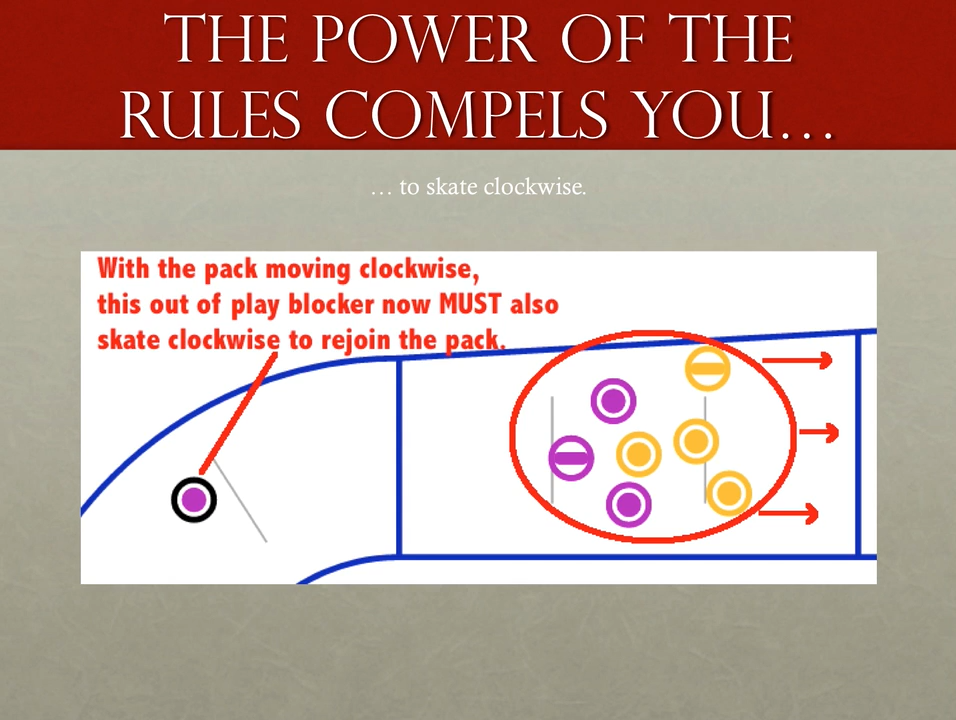 THE POWER OF THE
RULES COMPELS YOU...
... to skate clockwise.
With the pack moving clockwise,
this out of play blocker now MUST also
skate clockwise to rejoin the pack.